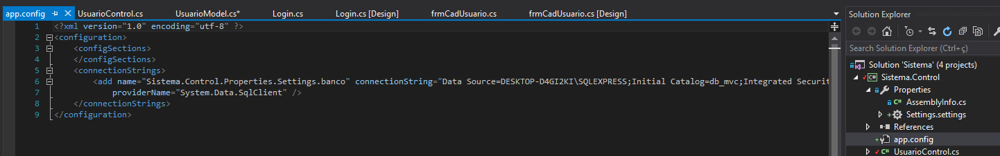 app.config
UsuarioControl.cs
UsuarioModel.cs*
Login.cs
Login.cs [Design]
frmCadUsuario.cs
frmCadUsuario.cs [Design]
1 <?xml version="1.0" encoding="utf-8" ?>
2 <configuration>
3 <configSections>
4 </configSections>
5 <connectionStrings>
6 <add name="Sistema.Control.Properties.Settings.banco" connectionString="Data Source=DESKTOP-D4GI2KI\SQLEXPRESS;Initial Catalog=db_mvc;Integrated Securit
7 providerName="System.Data.SqlClient" />
8 </connectionStrings>
9 </configuration>
Solution Explorer
Search Solution Explorer (Ctrl+ç)
Solution 'Sistema' (4 projects)
Sistema.Control
Properties
AssemblyInfo.cs
Settings.settings
References
app.config
UsuarioControl.cs